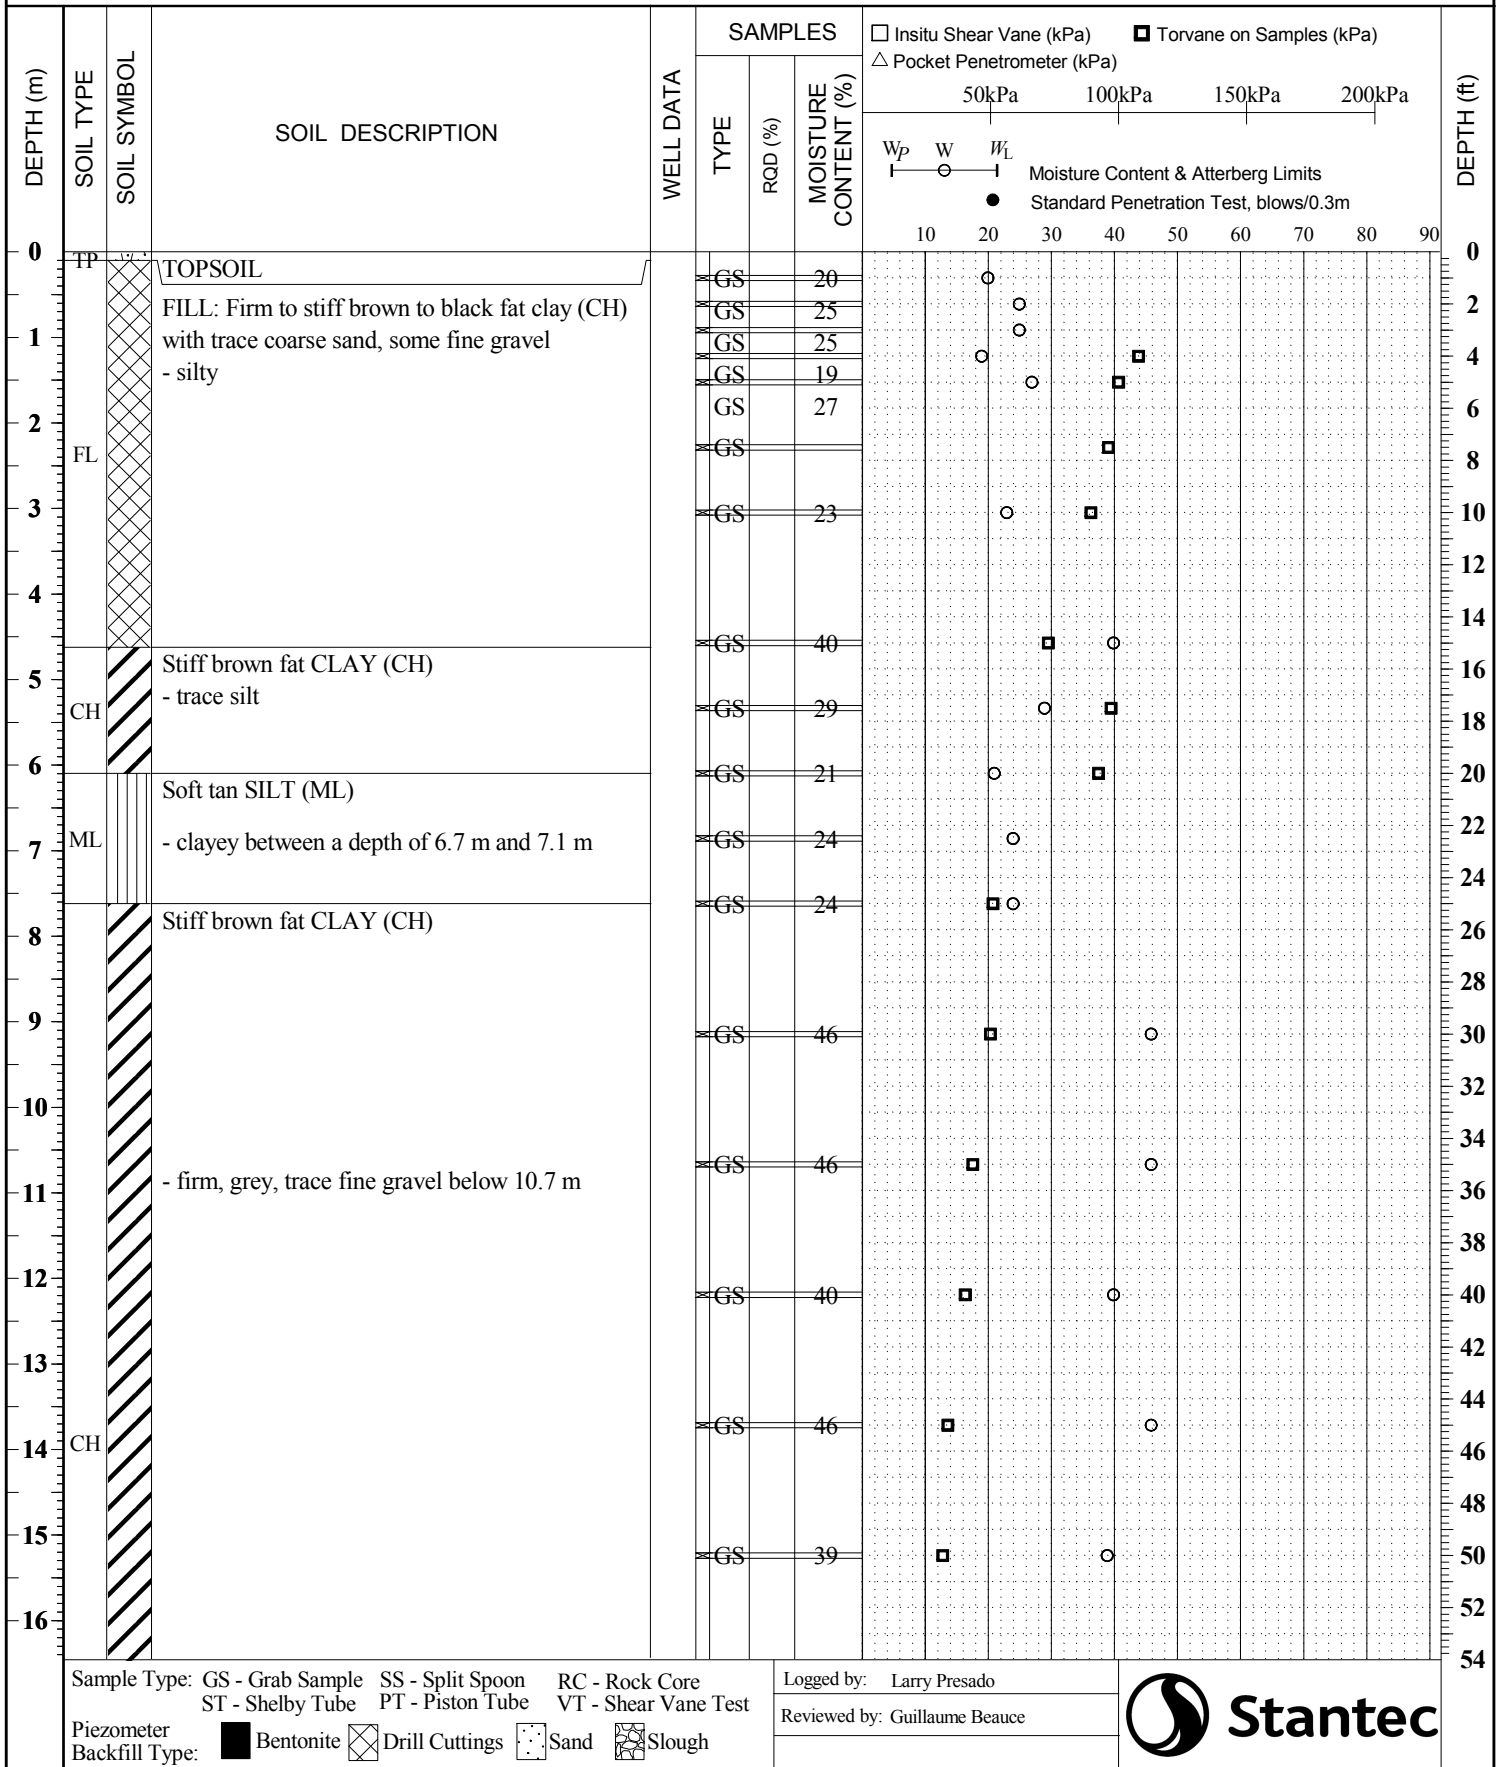 DEPTH (m)
SOIL TYPE
SOIL SYMBOL
SOIL DESCRIPTION
WELL DATA
SAMPLES
TYPE
RQD (%)
MOISTURE
CONTENT (%)
Insitu Shear Vane (kPa)
Torvane on Samples (kPa)
Pocket Penetrometer (kPa)
50kPa 100kPa 150kPa 200kPa
WP W WL
Moisture Content & Atterberg Limits
Standard Penetration Test, blows/0.3m
10 20 30 40 50 60 70 80 90
DEPTH (ft)
0
1
2
3
4
5
6
7
8
9
10
11
12
13
14
15
16
TP
FL
CH
ML
CH
TOPSOIL
FILL: Firm to stiff brown to black fat clay (CH)
with trace coarse sand, some fine gravel
- silty
Stiff brown fat CLAY (CH)
- trace silt
Soft tan SILT (ML)
- clayey between a depth of 6.7 m and 7.1 m
Stiff brown fat CLAY (CH)
- firm, grey, trace fine gravel below 10.7 m
GS 20
GS 25
GS 25
GS 19
GS 27
GS
GS 23
GS 40
GS 29
GS 21
GS 24
GS 24
GS 46
GS 46
GS 40
GS 46
GS 39
0
2
4
6
8
10
12
14
16
18
20
22
24
26
28
30
32
34
36
38
40
42
44
46
48
50
52
54
Sample Type: GS - Grab Sample SS - Split Spoon RC - Rock Core
ST - Shelby Tube PT - Piston Tube VT - Shear Vane Test
Piezometer
Backfill Type:
Bentonite Drill Cuttings Sand Slough
Logged by: Larry Presado
Reviewed by: Guillaume Beauce
Stantec